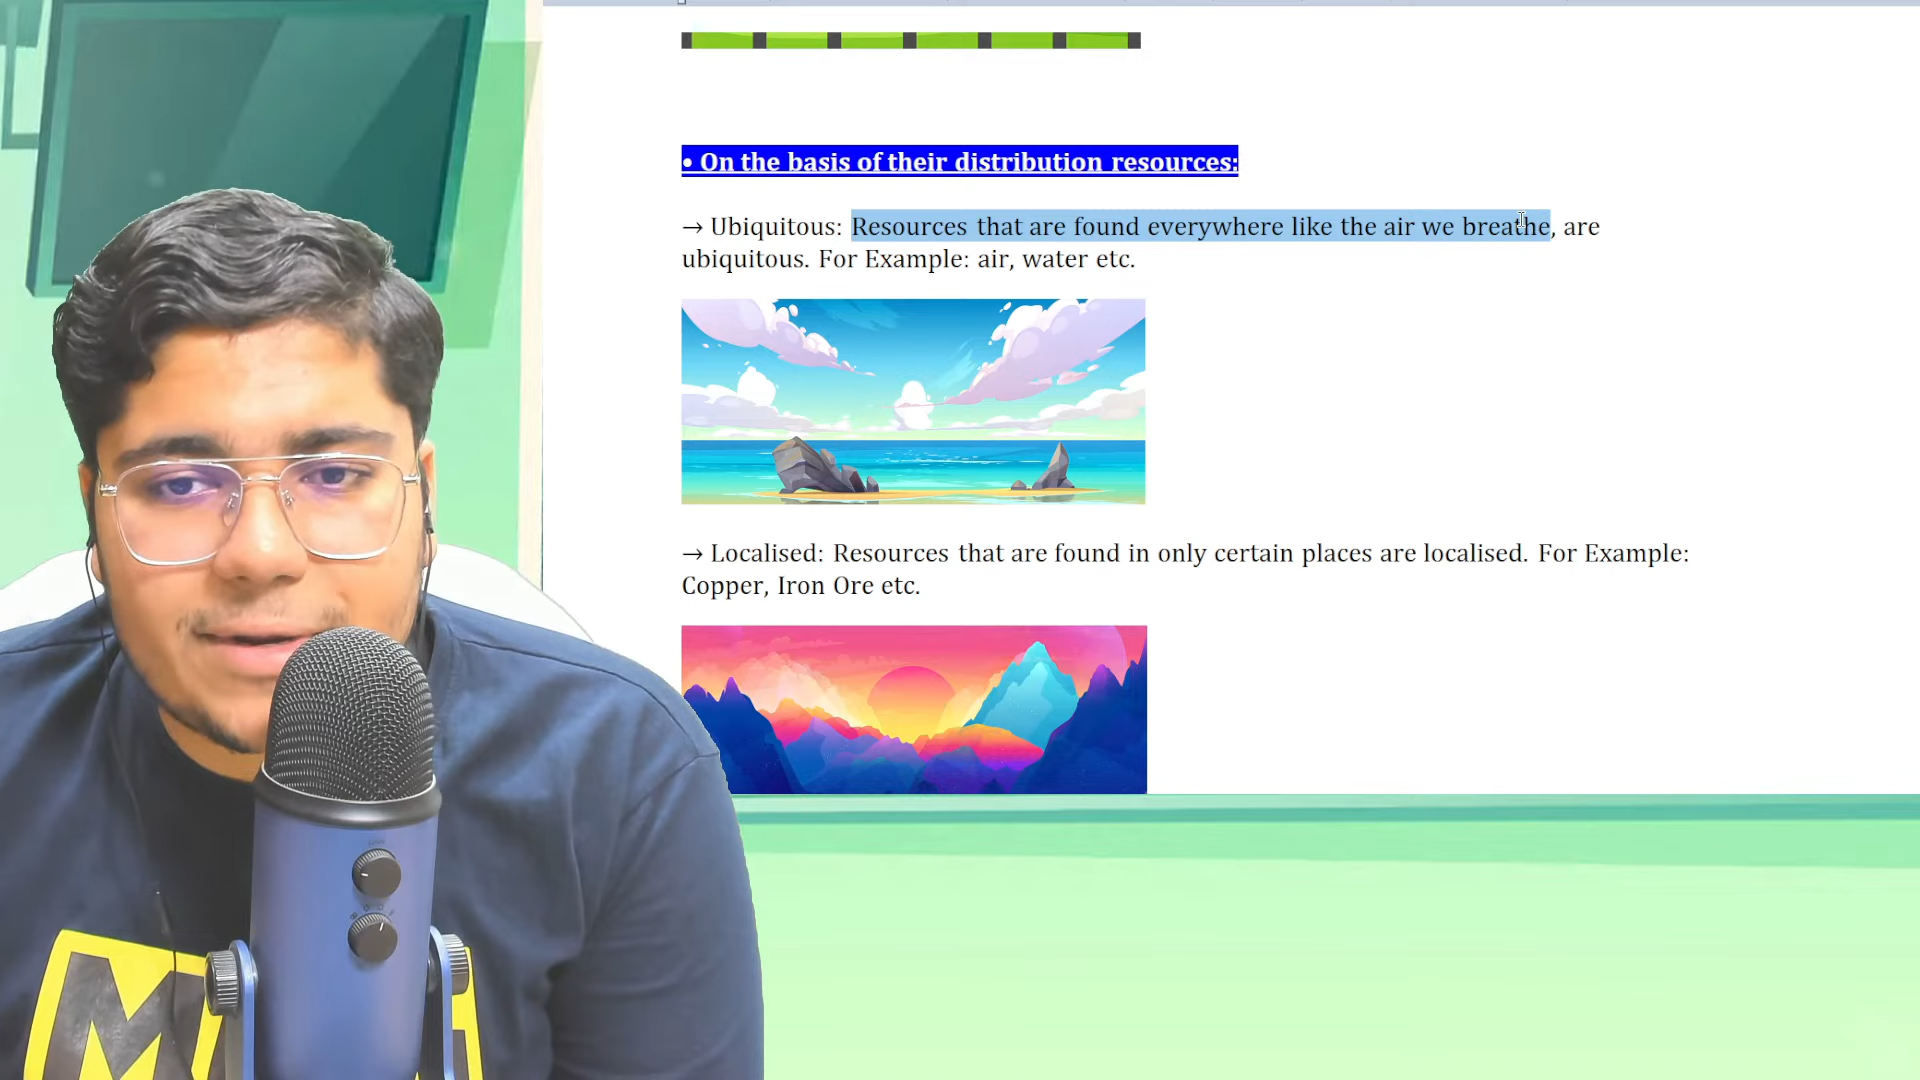 • On the basis of their distribution resources:
→ Ubiquitous: Resources that are found everywhere like the air we breathe, are
ubiquitous. For Example: air, water etc.
→ Localised: Resources that are found in only certain places are localised. For Example:
Copper, Iron Ore etc.